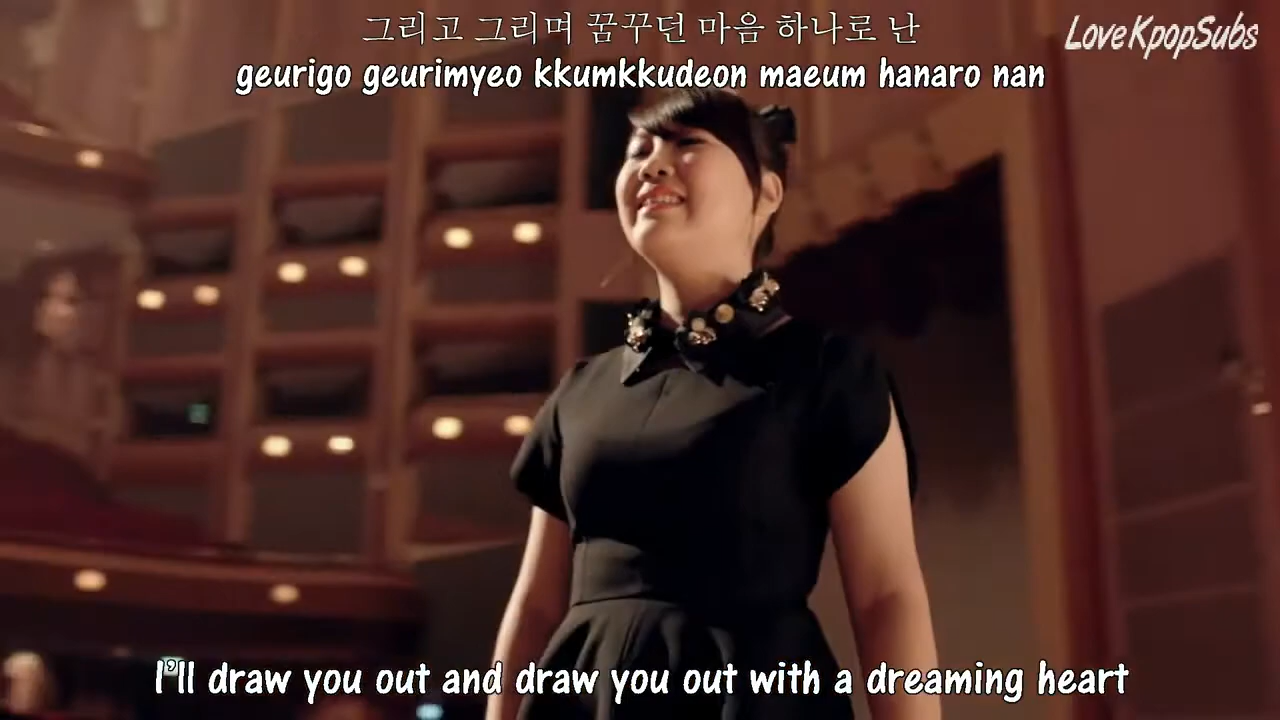 그리고 그리며 꿈꾸던 마음 하나로 난
LoveKpopSubs
geurigo geurimyeo kkumkkudeon maeum hanaro nan
I'll draw you out and draw you out with a dreaming heart